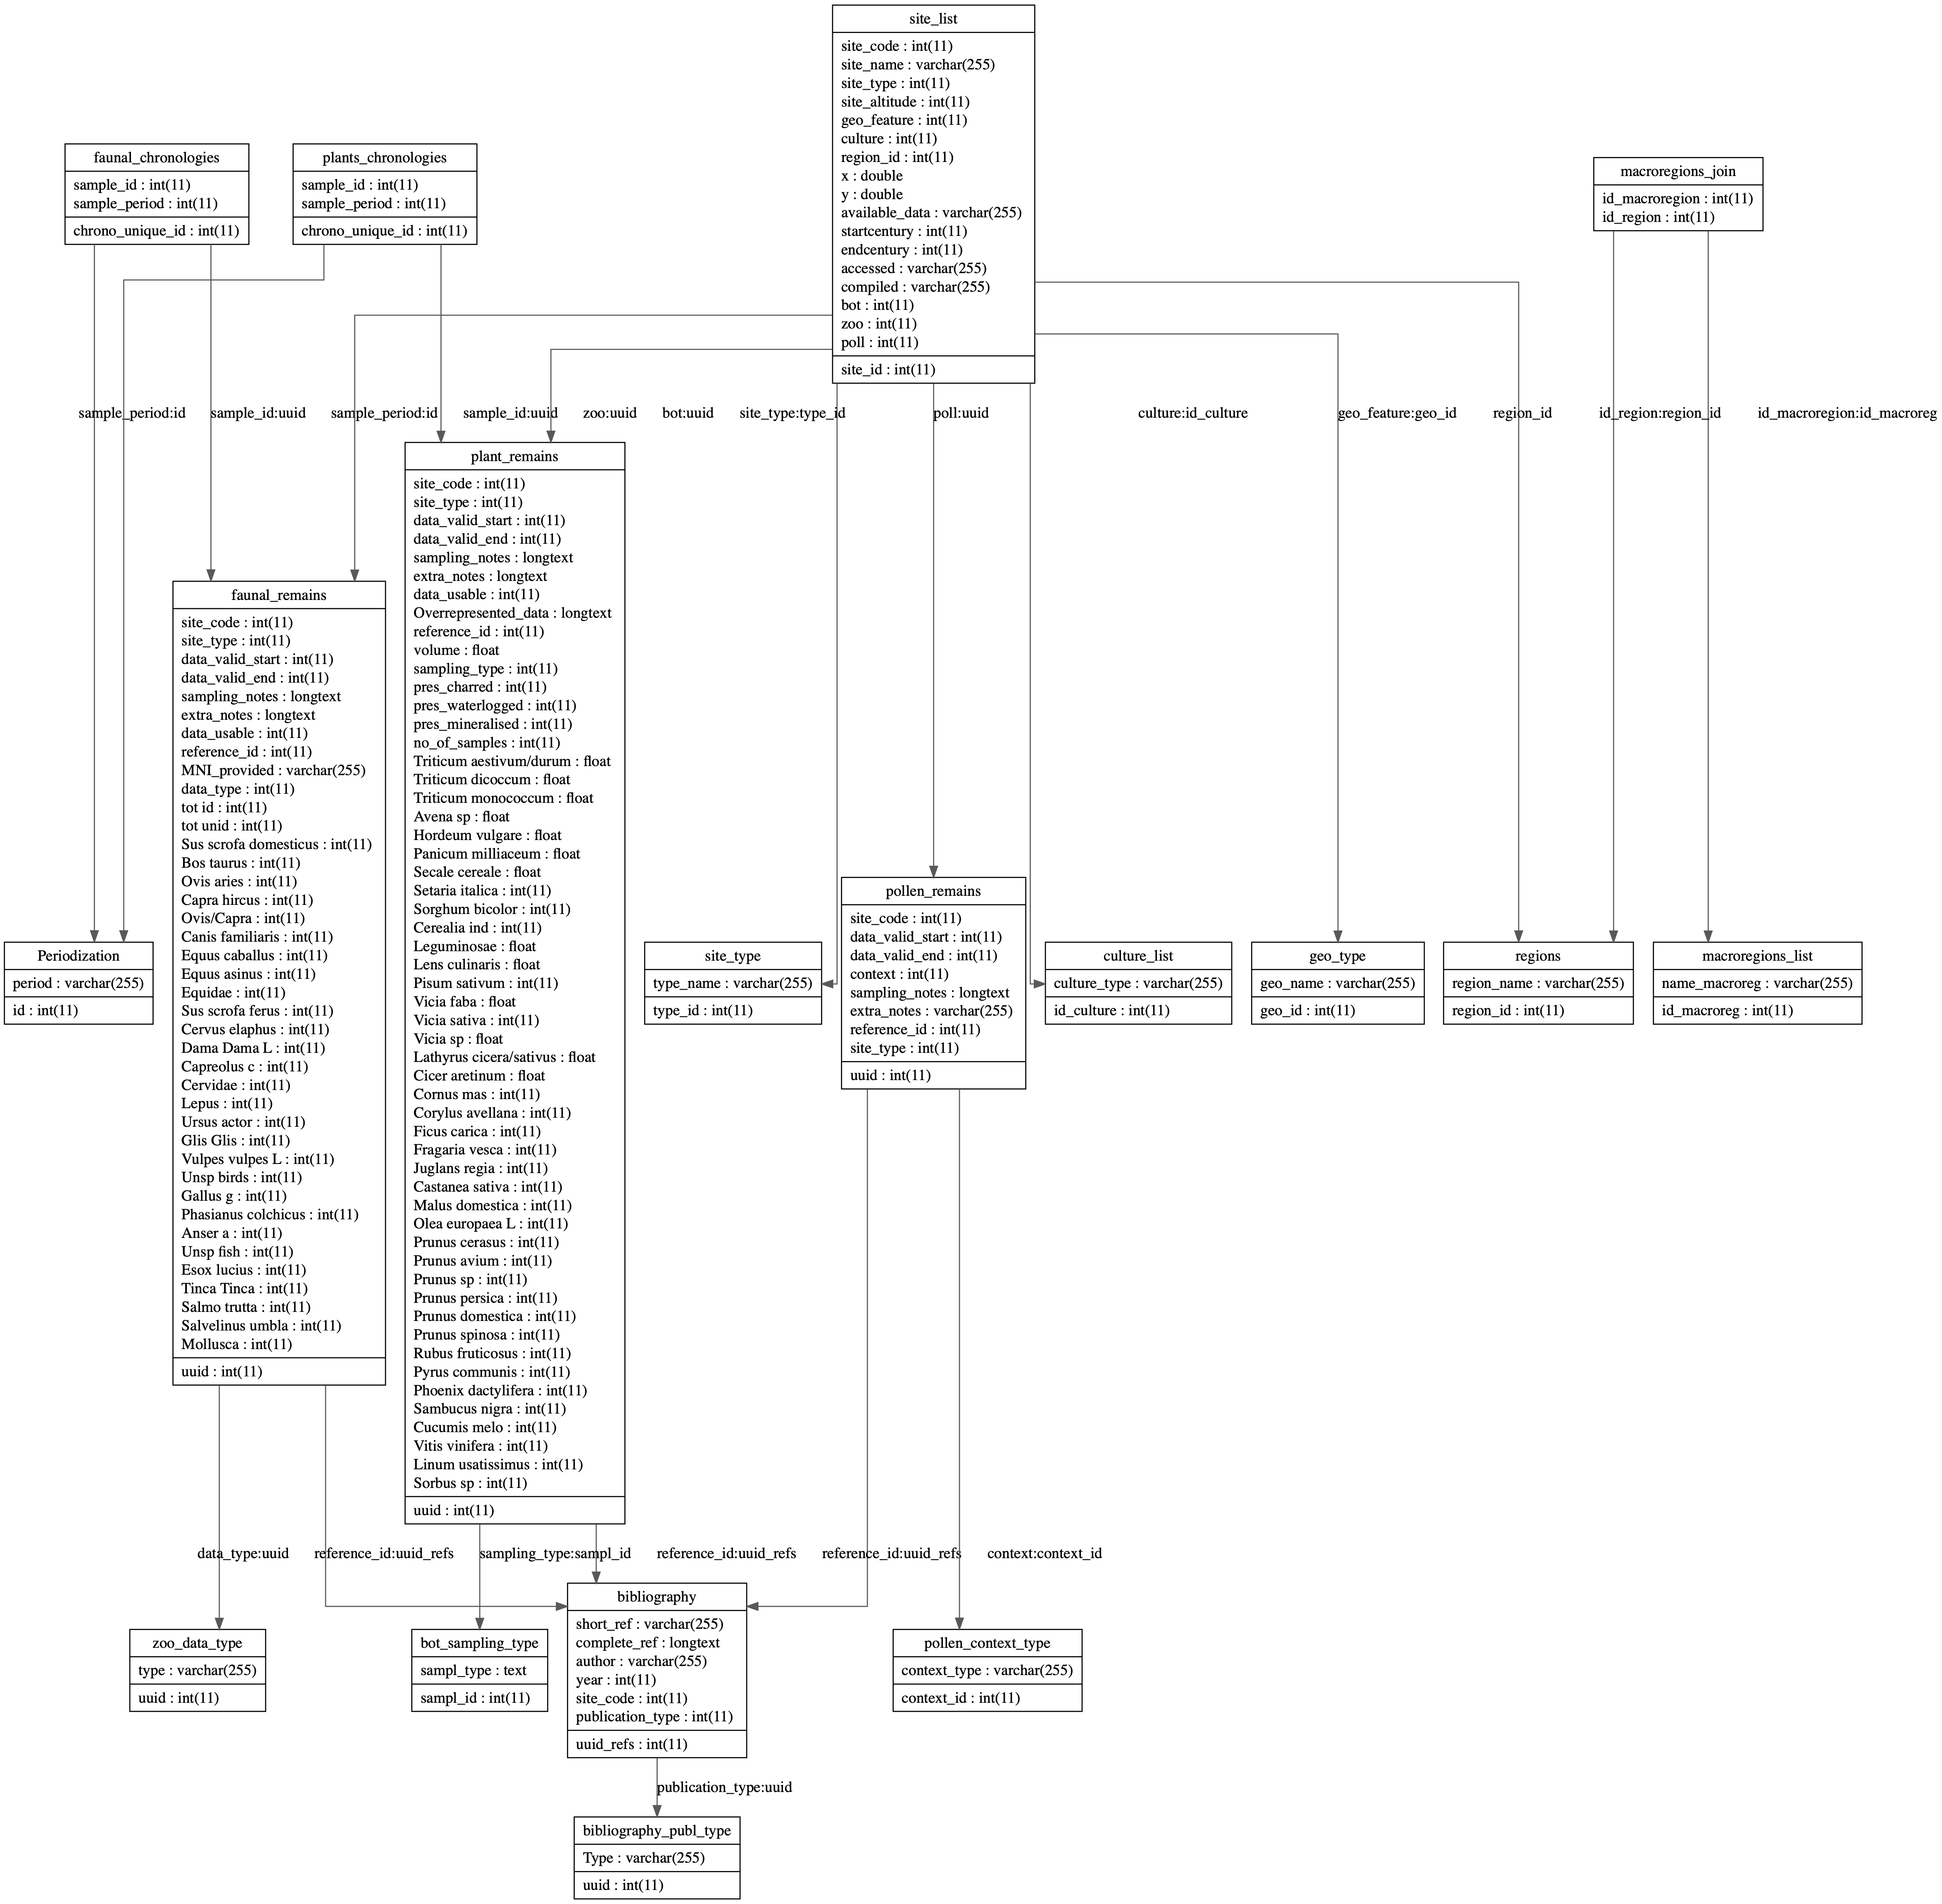 site_list
site_code : int(11)
site_name : varchar(255)
site_type : int(11)
site_altitude : int(11)
geo_feature : int(11)
culture : int(11)
region_id : int(11)
x : double
y : double
available_data : varchar(255)
startcentury : int(11)
endcentury : int(11)
accessed : varchar(255)
compiled : varchar(255)
bot : int(11)
zoo : int(11)
poll : int(11)
site_id : int(11)
faunal_chronologies
sample_id : int(11)
sample_period : int(11)
chrono_unique_id : int(11)
plants_chronologies
sample_id : int(11)
sample_period : int(11)
chrono_unique_id : int(11)
macroregions_join
id_macroregion : int(11)
id_region : int(11)
sample_period:id
sample_id:uuid
sample_period:id
sample_id:uuid
zoo:uuid
bot:uuid
site_type:type_id
poll:uuid
culture:id_culture
geo_feature:geo_id
region_id
id_region:region_id
id_macroregion:id_macroreg
plant_remains
site_code : int(11)
site_type : int(11)
data_valid_start : int(11)
data_valid_end : int(11)
sampling_notes : longtext
extra_notes : longtext
data_usable : int(11)
Overrepresented_data : longtext
reference_id : int(11)
volume : float
sampling_type : int(11)
pres_charred : int(11)
pres_waterlogged : int(11)
pres_mineralised : int(11)
no_of_samples : int(11)
Triticum aestivum/durum : float
Triticum dicoccum : float
Triticum monococcum : float
Avena sp : float
Hordeum vulgare : float
Panicum milliaceum : float
Secale cereale : float
Setaria italica : int(11)
Sorghum bicolor : int(11)
Cerealia ind : int(11)
Leguminosae : float
Lens culinaris : float
Pisum sativum : int(11)
Vicia faba : float
Vicia sativa : int(11)
Vicia sp : float
Lathyrus cicera/sativus : float
Cicer aretinum : float
Cornus mas : int(11)
Corylus avellana : int(11)
Ficus carica : int(11)
Fragaria vesca : int(11)
Juglans regia : int(11)
Castanea sativa : int(11)
Malus domestica : int(11)
Olea europaea L : int(11)
Prunus cerasus : int(11)
Prunus avium : int(11)
Prunus sp : int(11)
Prunus persica : int(11)
Prunus domestica : int(11)
Prunus spinosa : int(11)
Rubus fruticosus : int(11)
Pyrus communis : int(11)
Phoenix dactylifera : int(11)
Sambucus nigra : int(11)
Cucumis melo : int(11)
Vitis vinifera : int(11)
Linum usatissimus : int(11)
Sorbus sp : int(11)
uuid : int(11)
faunal_remains
site_code : int(11)
site_type : int(11)
data_valid_start : int(11)
data_valid_end : int(11)
sampling_notes : longtext
extra_notes : longtext
data_usable : int(11)
reference_id : int(11)
MNI_provided : varchar(255)
data_type : int(11)
tot id : int(11)
tot unid : int(11)
Sus scrofa domesticus : int(11)
Bos taurus : int(11)
Ovis aries : int(11)
Capra hircus : int(11)
Ovis/Capra : int(11)
Canis familiaris : int(11)
Equus caballus : int(11)
Equus asinus : int(11)
Equidae : int(11)
Sus scrofa ferus : int(11)
Cervus elaphus : int(11)
Dama Dama L : int(11)
Capreolus c : int(11)
Cervidae : int(11)
Lepus : int(11)
Ursus actor : int(11)
Glis Glis : int(11)
Vulpes vulpes L : int(11)
Unsp birds : int(11)
Gallus g : int(11)
Phasianus colchicus : int(11)
Anser a : int(11)
Unsp fish : int(11)
Esox lucius : int(11)
Tinca Tinca : int(11)
Salmo trutta : int(11)
Salvelinus umbla : int(11)
Mollusca : int(11)
uuid : int(11)
pollen_remains
site_code : int(11)
data_valid_start : int(11)
data_valid_end : int(11)
context : int(11)
sampling_notes : longtext
extra_notes : varchar(255)
reference_id : int(11)
site_type : int(11)
uuid : int(11)
Periodization
period : varchar(255)
id : int(11)
site_type
type_name : varchar(255)
type_id : int(11)
culture_list
culture_type : varchar(255)
id_culture : int(11)
geo_type
geo_name : varchar(255)
geo_id : int(11)
regions
region_name : varchar(255)
region_id : int(11)
macroregions_list
name_macroreg : varchar(255)
id_macroreg : int(11)
data_type:uuid
reference_id:uuid_refs
sampling_type:sampl_id
reference_id:uuid_refs
reference_id:uuid_refs
context:context_id
zoo_data_type
type : varchar(255)
uuid : int(11)
bot_sampling_type
sampl_type : text
sampl_id : int(11)
bibliography
short_ref : varchar(255)
complete_ref : longtext
author : varchar(255)
year : int(11)
site_code : int(11)
publication_type : int(11)
uuid_refs : int(11)
pollen_context_type
context_type : varchar(255)
context_id : int(11)
publication_type:uuid
bibliography_publ_type
Type : varchar(255)
uuid : int(11)